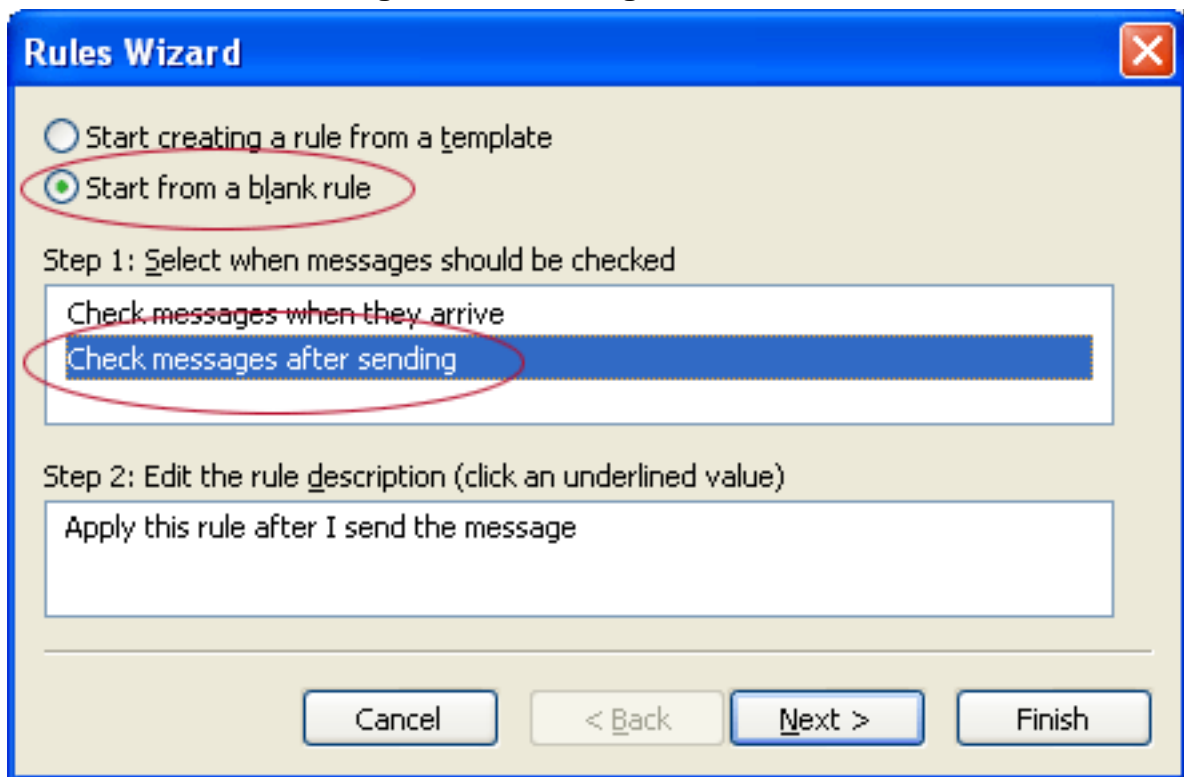 Rules Wizard
Start creating a rule from a template
Start from a blank rule
Step 1: Select when messages should be checked
Check messages when they arrive
Check messages after sending
Step 2: Edit the rule description (click an underlined value)
Apply this rule after I send the message
Cancel < Back Next > Finish